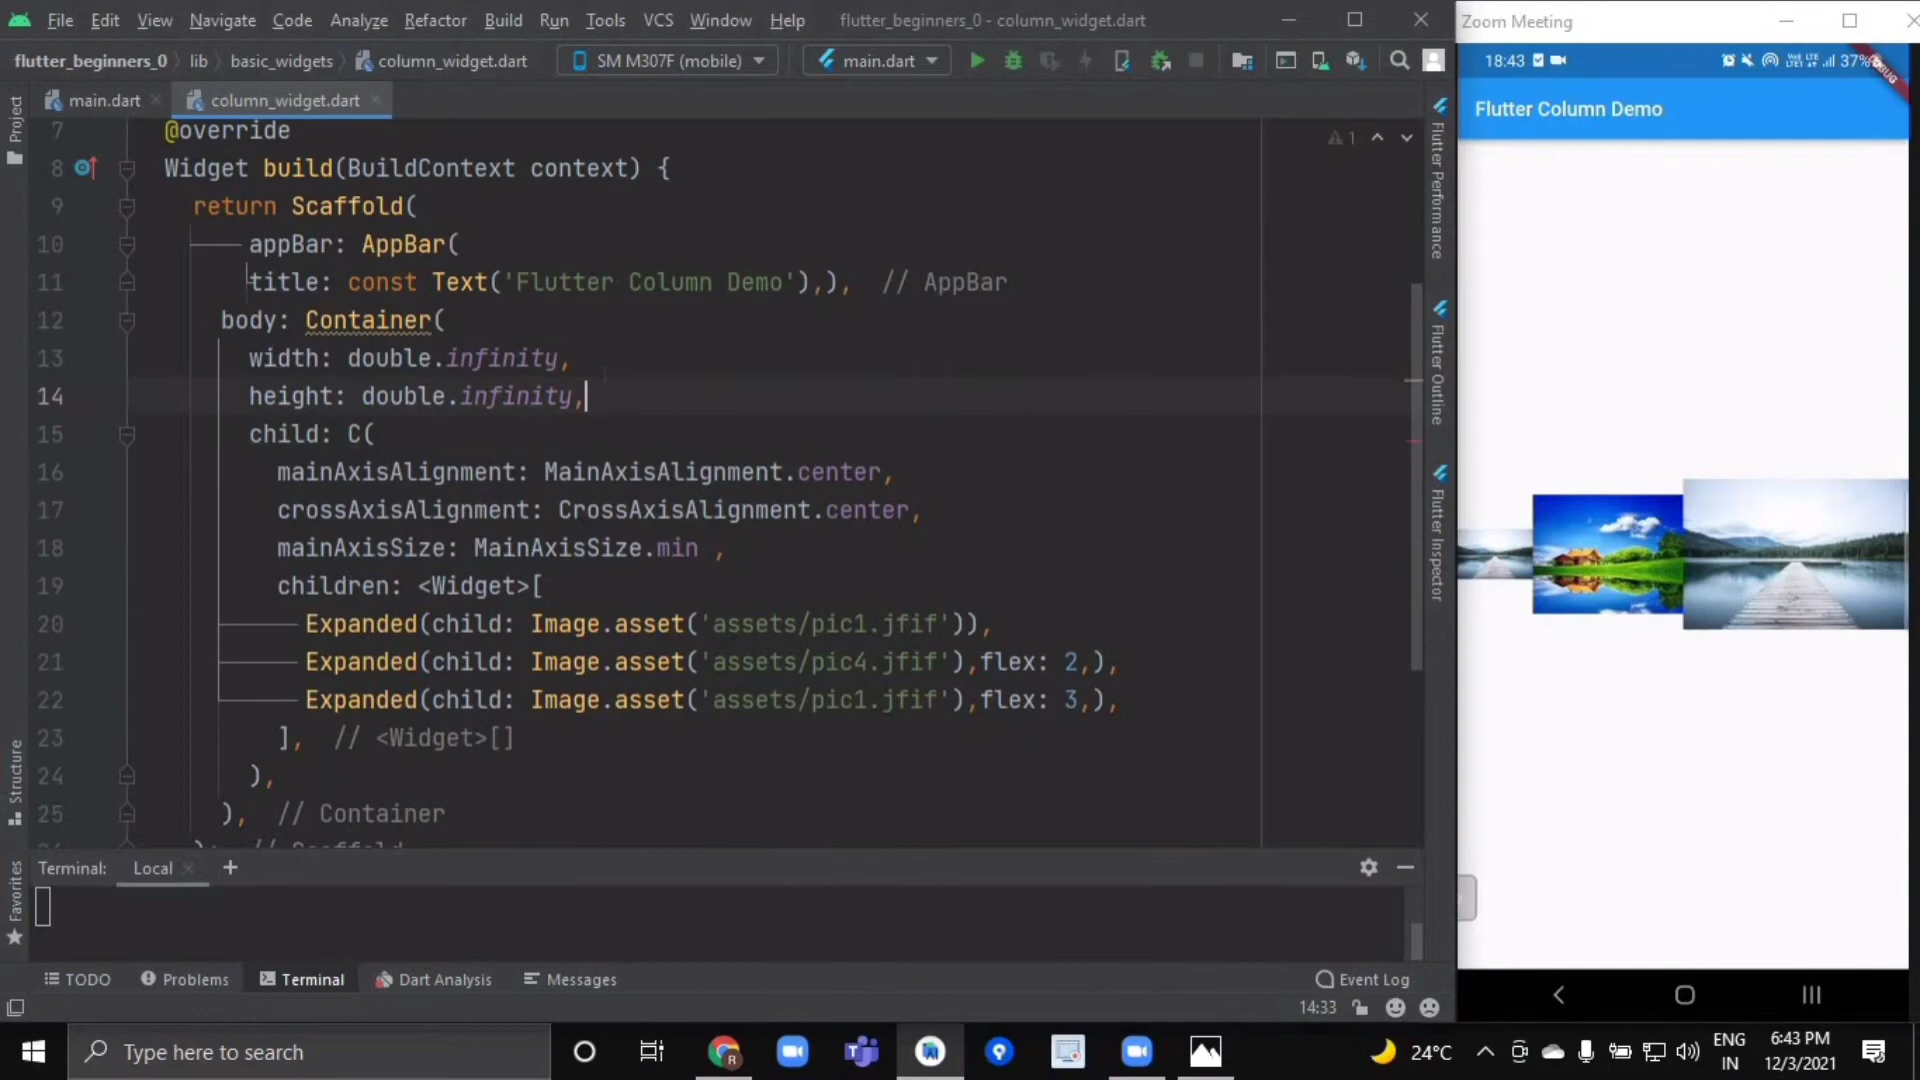 File Edit View Navigate Code Analyze Refactor Build Run Tools VCS Window Help flutter_beginners_0 - column_widget.dart
Zoom Meeting
flutter_beginners_0 lib basic_widgets column_widget.dart SM M307F (mobile) main.dart
18:43 37%
main.dart column_widget.dart
Flutter Column Demo
7 @override
8 Widget build(BuildContext context) {
9 return Scaffold(
10 appBar: AppBar(
11 title: const Text('Flutter Column Demo'),), // AppBar
12 body: Container(
13 width: double.infinity,
14 height: double.infinity,
15 child: C(
16 mainAxisAlignment: MainAxisAlignment.center,
17 crossAxisAlignment: CrossAxisAlignment.center,
18 mainAxisSize: MainAxisSize.min ,
19 children: <Widget>[
20 Expanded(child: Image.asset('assets/pic1.jfif')),
21 Expanded(child: Image.asset('assets/pic4.jfif'),flex: 2,),
22 Expanded(child: Image.asset('assets/pic1.jfif'),flex: 3,),
23 ], // <Widget>[]
24 ),
25 ), // Container
1
Project
Structure
Favorites
Flutter Performance
Flutter Outline
Flutter Inspector
Terminal: Local
TODO Problems Terminal Dart Analysis Messages Event Log
14:33
Type here to search
24°C
ENG
IN
6:43 PM
12/3/2021